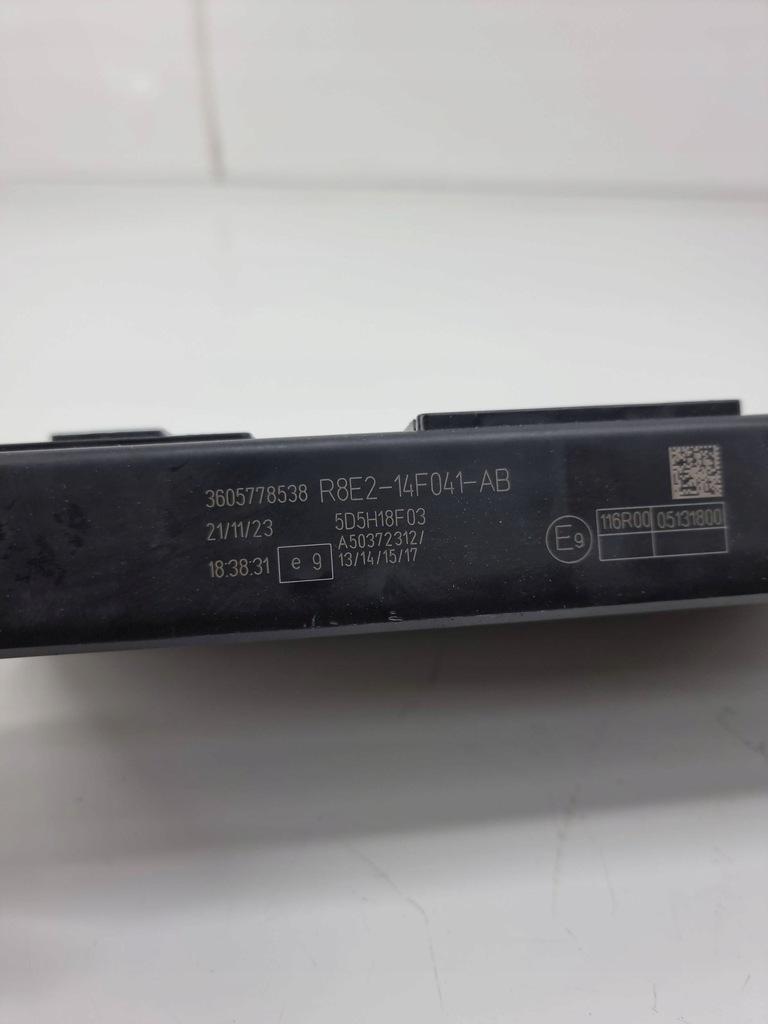 3605778538 R8E2-14F041-AB
21/11/23 5D5H18F03
A50372312/
18:38:31 e 9 13/14/15/17
E9 116R00 05131800